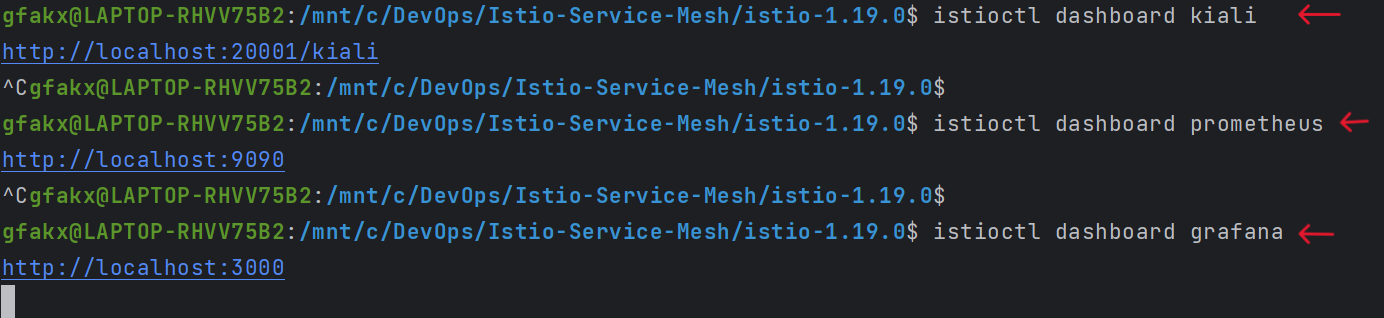 gfakx@LAPTOP-RHVV75B2:/mnt/c/DevOps/Istio-Service-Mesh/istio-1.19.0$ istioctl dashboard kiali
http://localhost:20001/kiali
^Cgfakx@LAPTOP-RHVV75B2:/mnt/c/DevOps/Istio-Service-Mesh/istio-1.19.0$
gfakx@LAPTOP-RHVV75B2:/mnt/c/DevOps/Istio-Service-Mesh/istio-1.19.0$ istioctl dashboard prometheus
http://localhost:9090
^Cgfakx@LAPTOP-RHVV75B2:/mnt/c/DevOps/Istio-Service-Mesh/istio-1.19.0$
gfakx@LAPTOP-RHVV75B2:/mnt/c/DevOps/Istio-Service-Mesh/istio-1.19.0$ istioctl dashboard grafana
http://localhost:3000